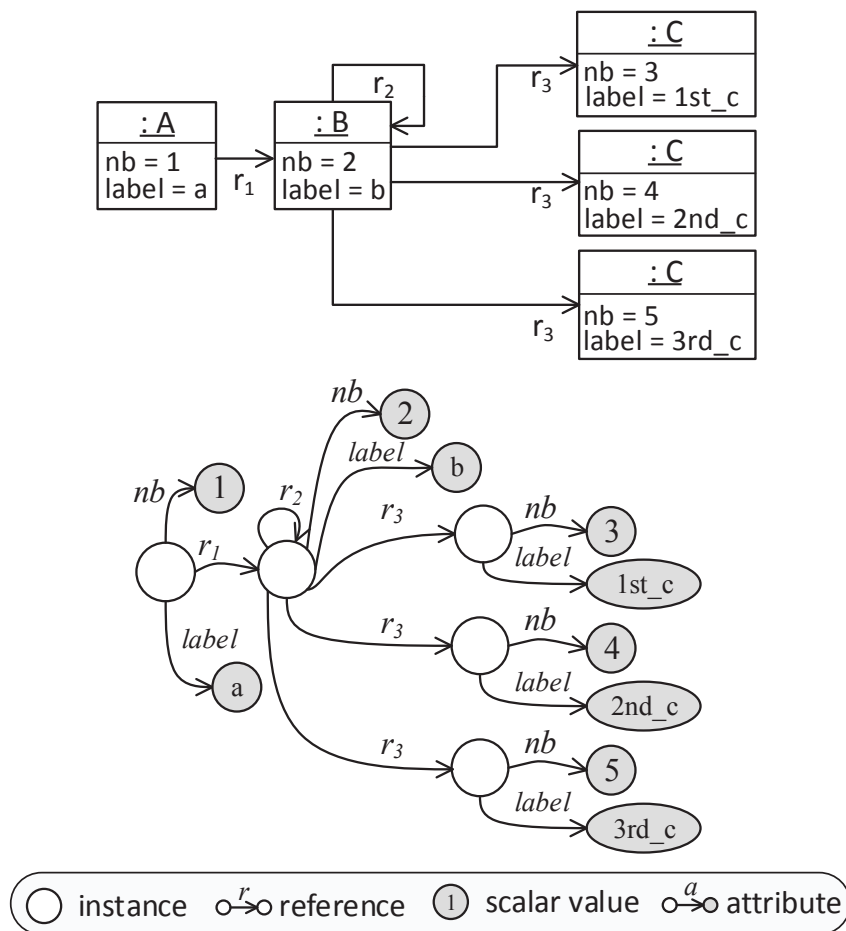 : C
nb = 3
label = 1st_c
r3
r2
: A
nb = 1
label = a
r1
: B
nb = 2
label = b
: C
nb = 4
label = 2nd_c
r3
: C
nb = 5
label = 3rd_c
r3
nb
2
label
b
nb
1
r2
r3
nb
3
r1
label
1st_c
label
a
r3
nb
4
label
2nd_c
r3
nb
5
label
3rd_c
instance
r
reference
1
scalar value
a
attribute